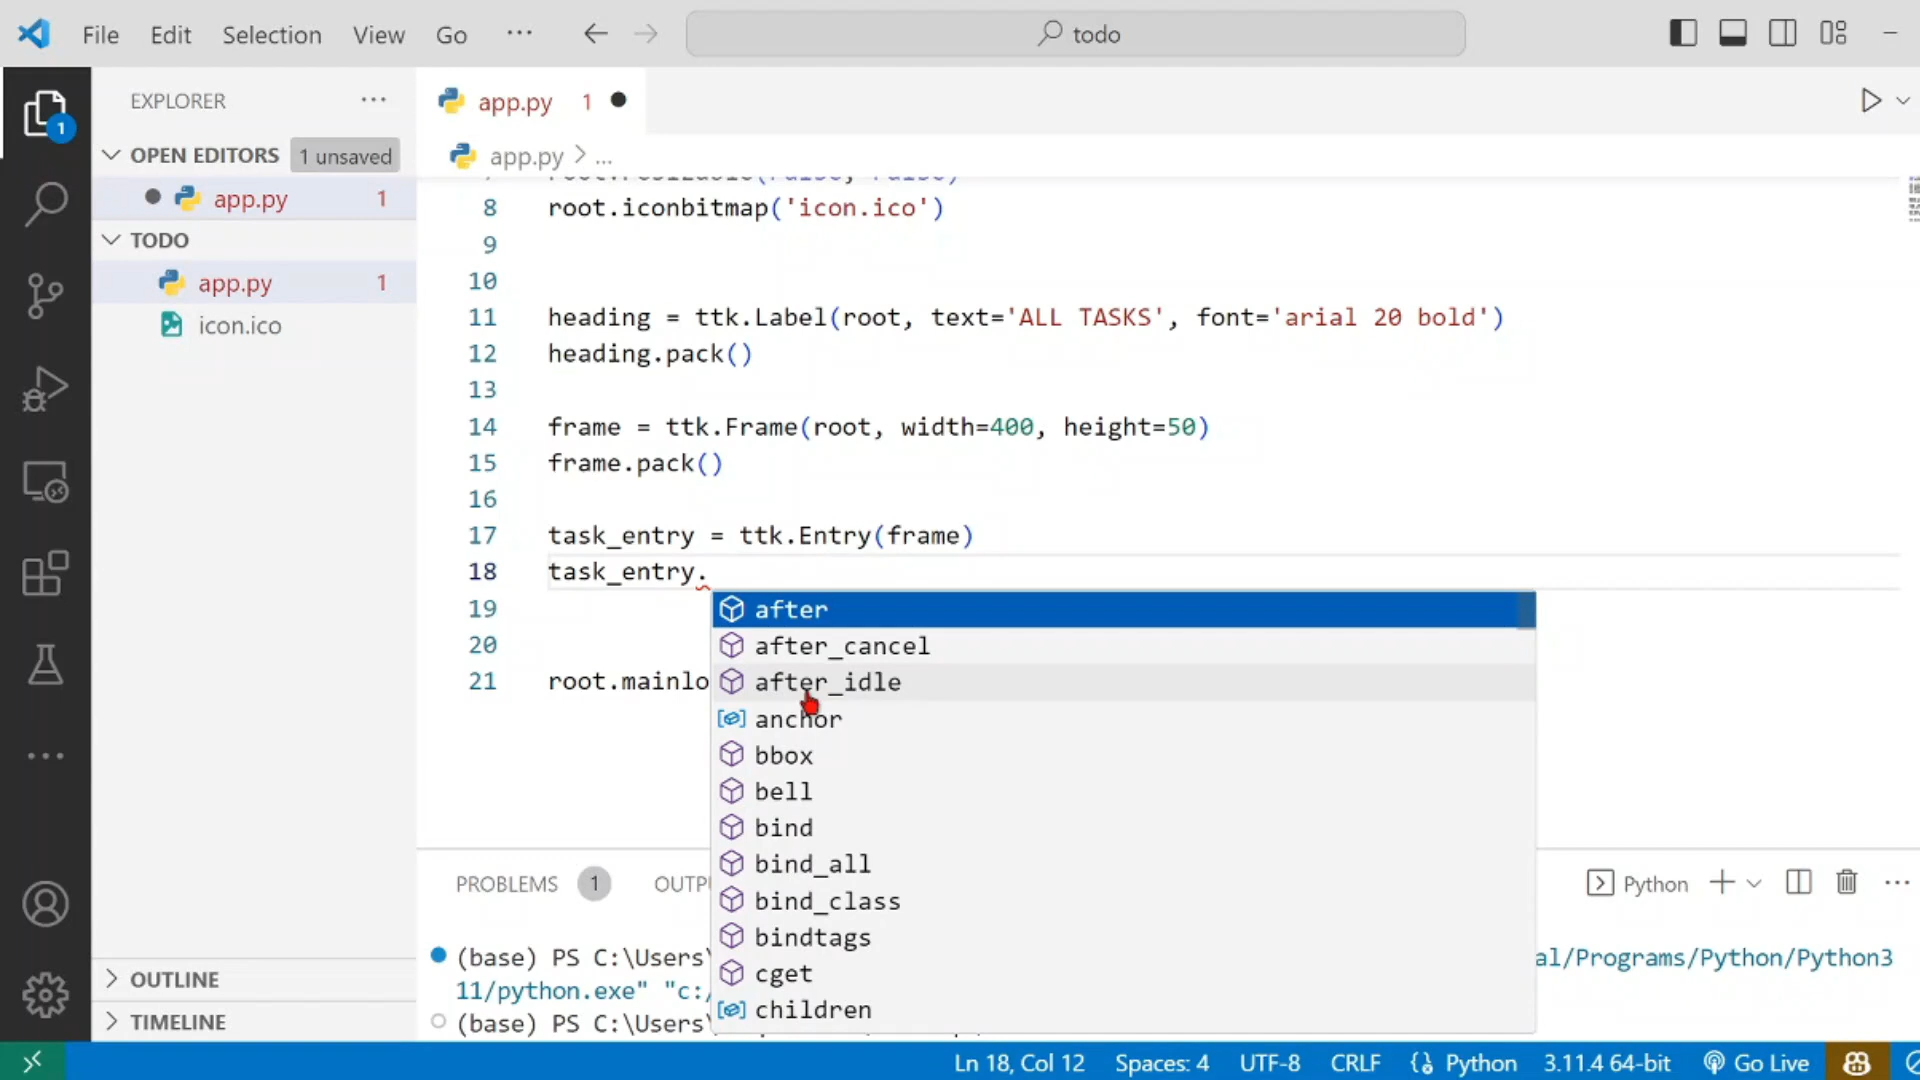 File Edit Selection View Go ··· todo
EXPLORER ···
app.py 1
OPEN EDITORS 1 unsaved
app.py > ...
app.py 1
TODO
app.py 1
icon.ico
8 root.iconbitmap('icon.ico')
9
10
11 heading = ttk.Label(root, text='ALL TASKS', font='arial 20 bold')
12 heading.pack()
13
14 frame = ttk.Frame(root, width=400, height=50)
15 frame.pack()
16
17 task_entry = ttk.Entry(frame)
18 task_entry.
19
20
21 root.mainlo
after
after_cancel
after_idle
anchor
bbox
bell
bind
bind_all
bind_class
bindtags
cget
children
PROBLEMS 1 OUTP
Python
(base) PS C:\Users\ al/Programs/Python/Python3
11/python.exe" "c:/
(base) PS C:\Users\
OUTLINE
TIMELINE
1
Ln 18, Col 12 Spaces: 4 UTF-8 CRLF Python 3.11.4 64-bit Go Live